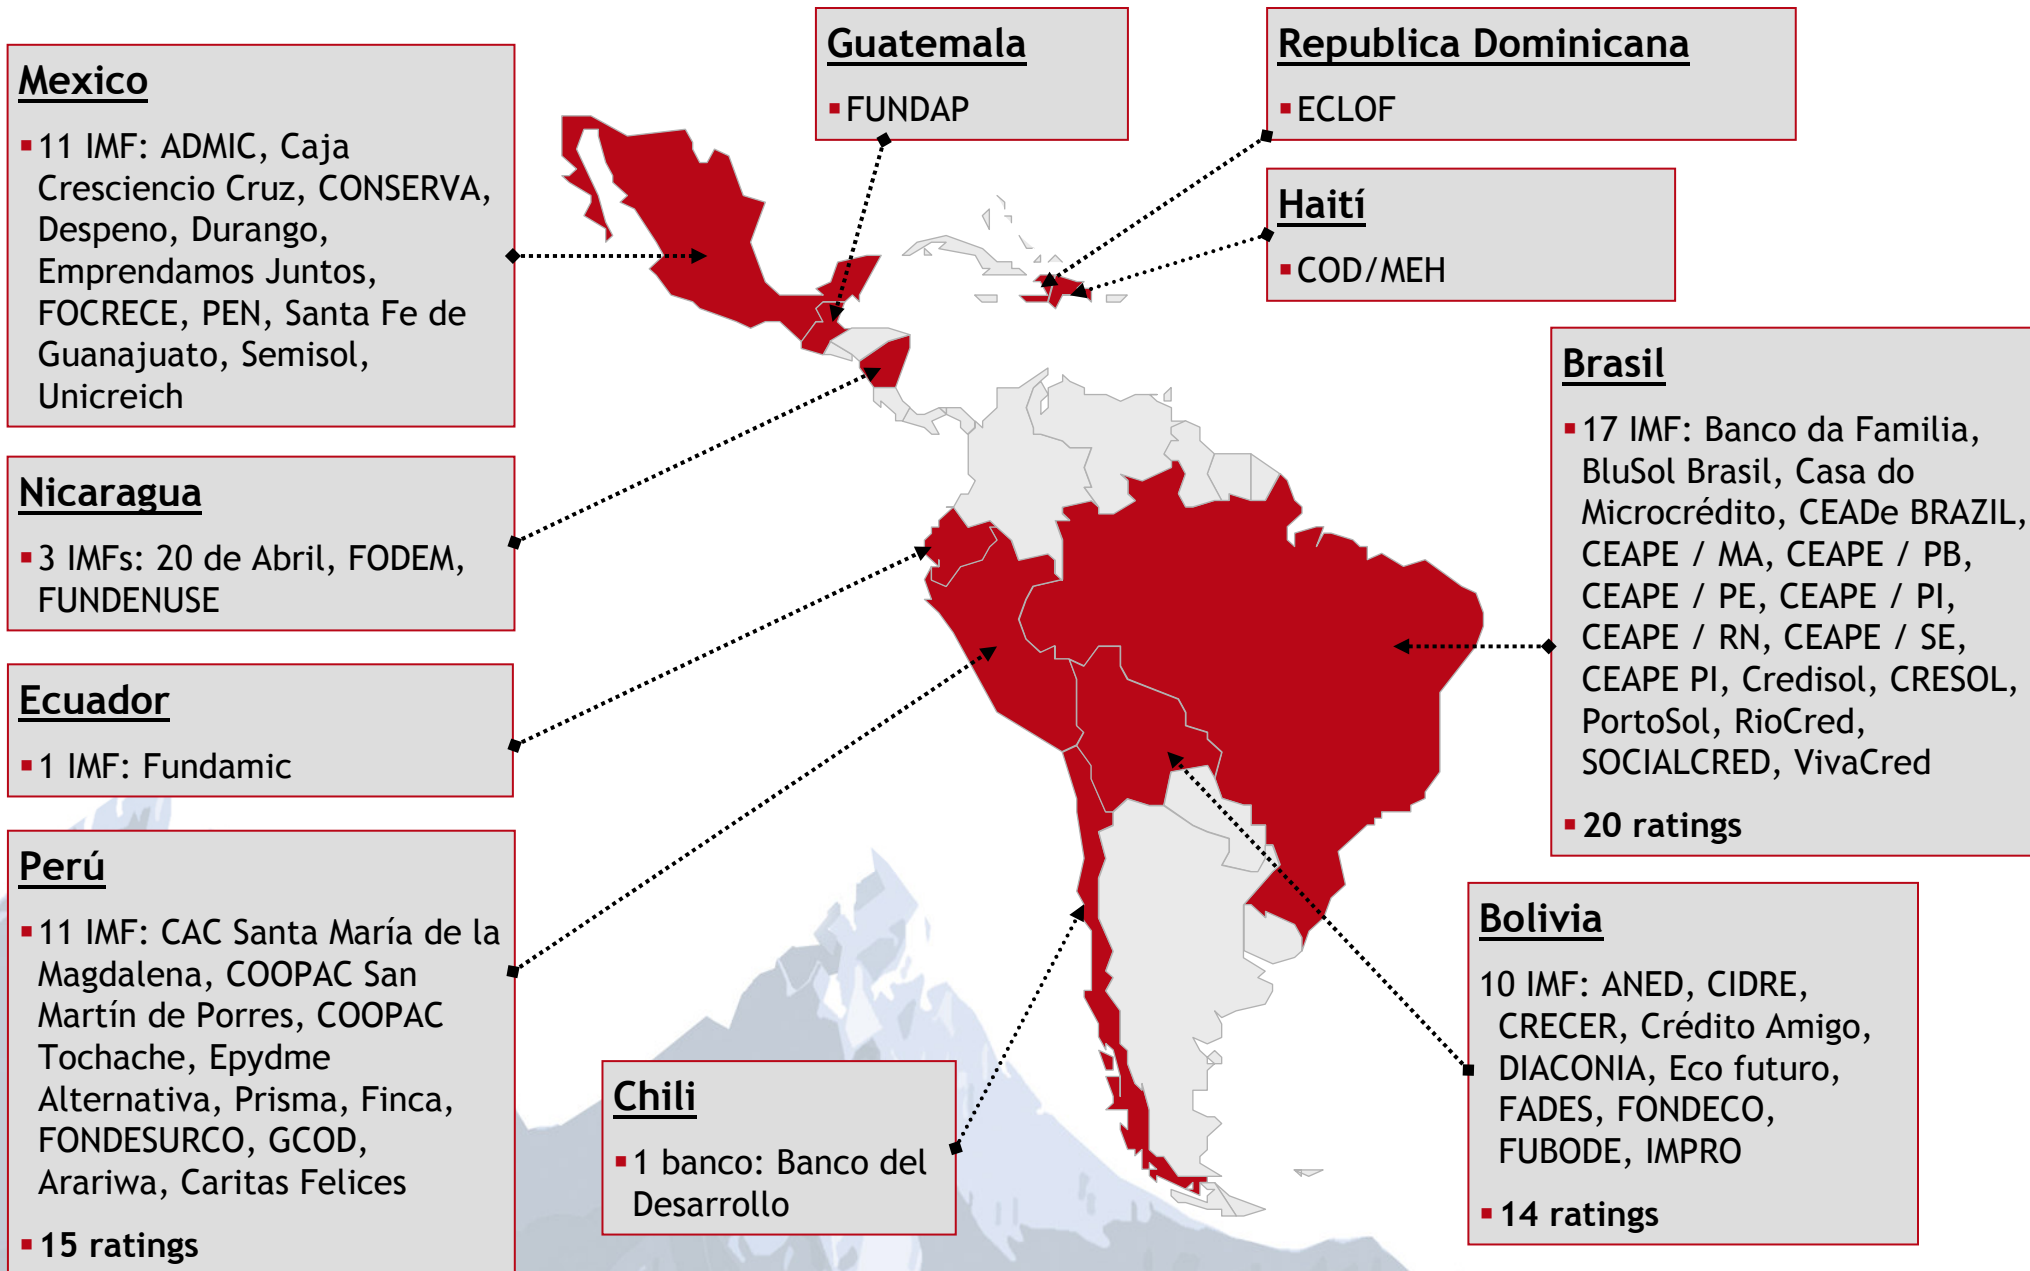 Mexico
▪11 IMF: ADMIC, Caja
Cresciencio Cruz, CONSERVA,
Despeno, Durango,
Emprendamos Juntos,
FOCRECE, PEN, Santa Fe de
Guanajuato, Semisol,
Unicreich
Guatemala
▪FUNDAP
Republica Dominicana
▪ECLOF
Haití
▪COD/MEH
Nicaragua
▪3 IMFs: 20 de Abril, FODEM,
FUNDENUSE
Ecuador
▪1 IMF: Fundamic
Perú
▪11 IMF: CAC Santa María de la
Magdalena, COOPAC San
Martín de Porres, COOPAC
Tochache, Epydme
Alternativa, Prisma, Finca,
FONDESURCO, GCOD,
Arariwa, Caritas Felices
▪15 ratings
Chili
▪1 banco: Banco del
Desarrollo
Brasil
▪17 IMF: Banco da Familia,
BluSol Brasil, Casa do
Microcrédito, CEADe BRAZIL,
CEAPE / MA, CEAPE / PB,
CEAPE / PE, CEAPE / PI,
CEAPE / RN, CEAPE / SE,
CEAPE PI, Credisol, CRESOL,
PortoSol, RioCred,
SOCIALCRED, VivaCred
▪20 ratings
Bolivia
10 IMF: ANED, CIDRE,
CRECER, Crédito Amigo,
DIACONIA, Eco futuro,
FADES, FONDECO,
FUBODE, IMPRO
▪14 ratings